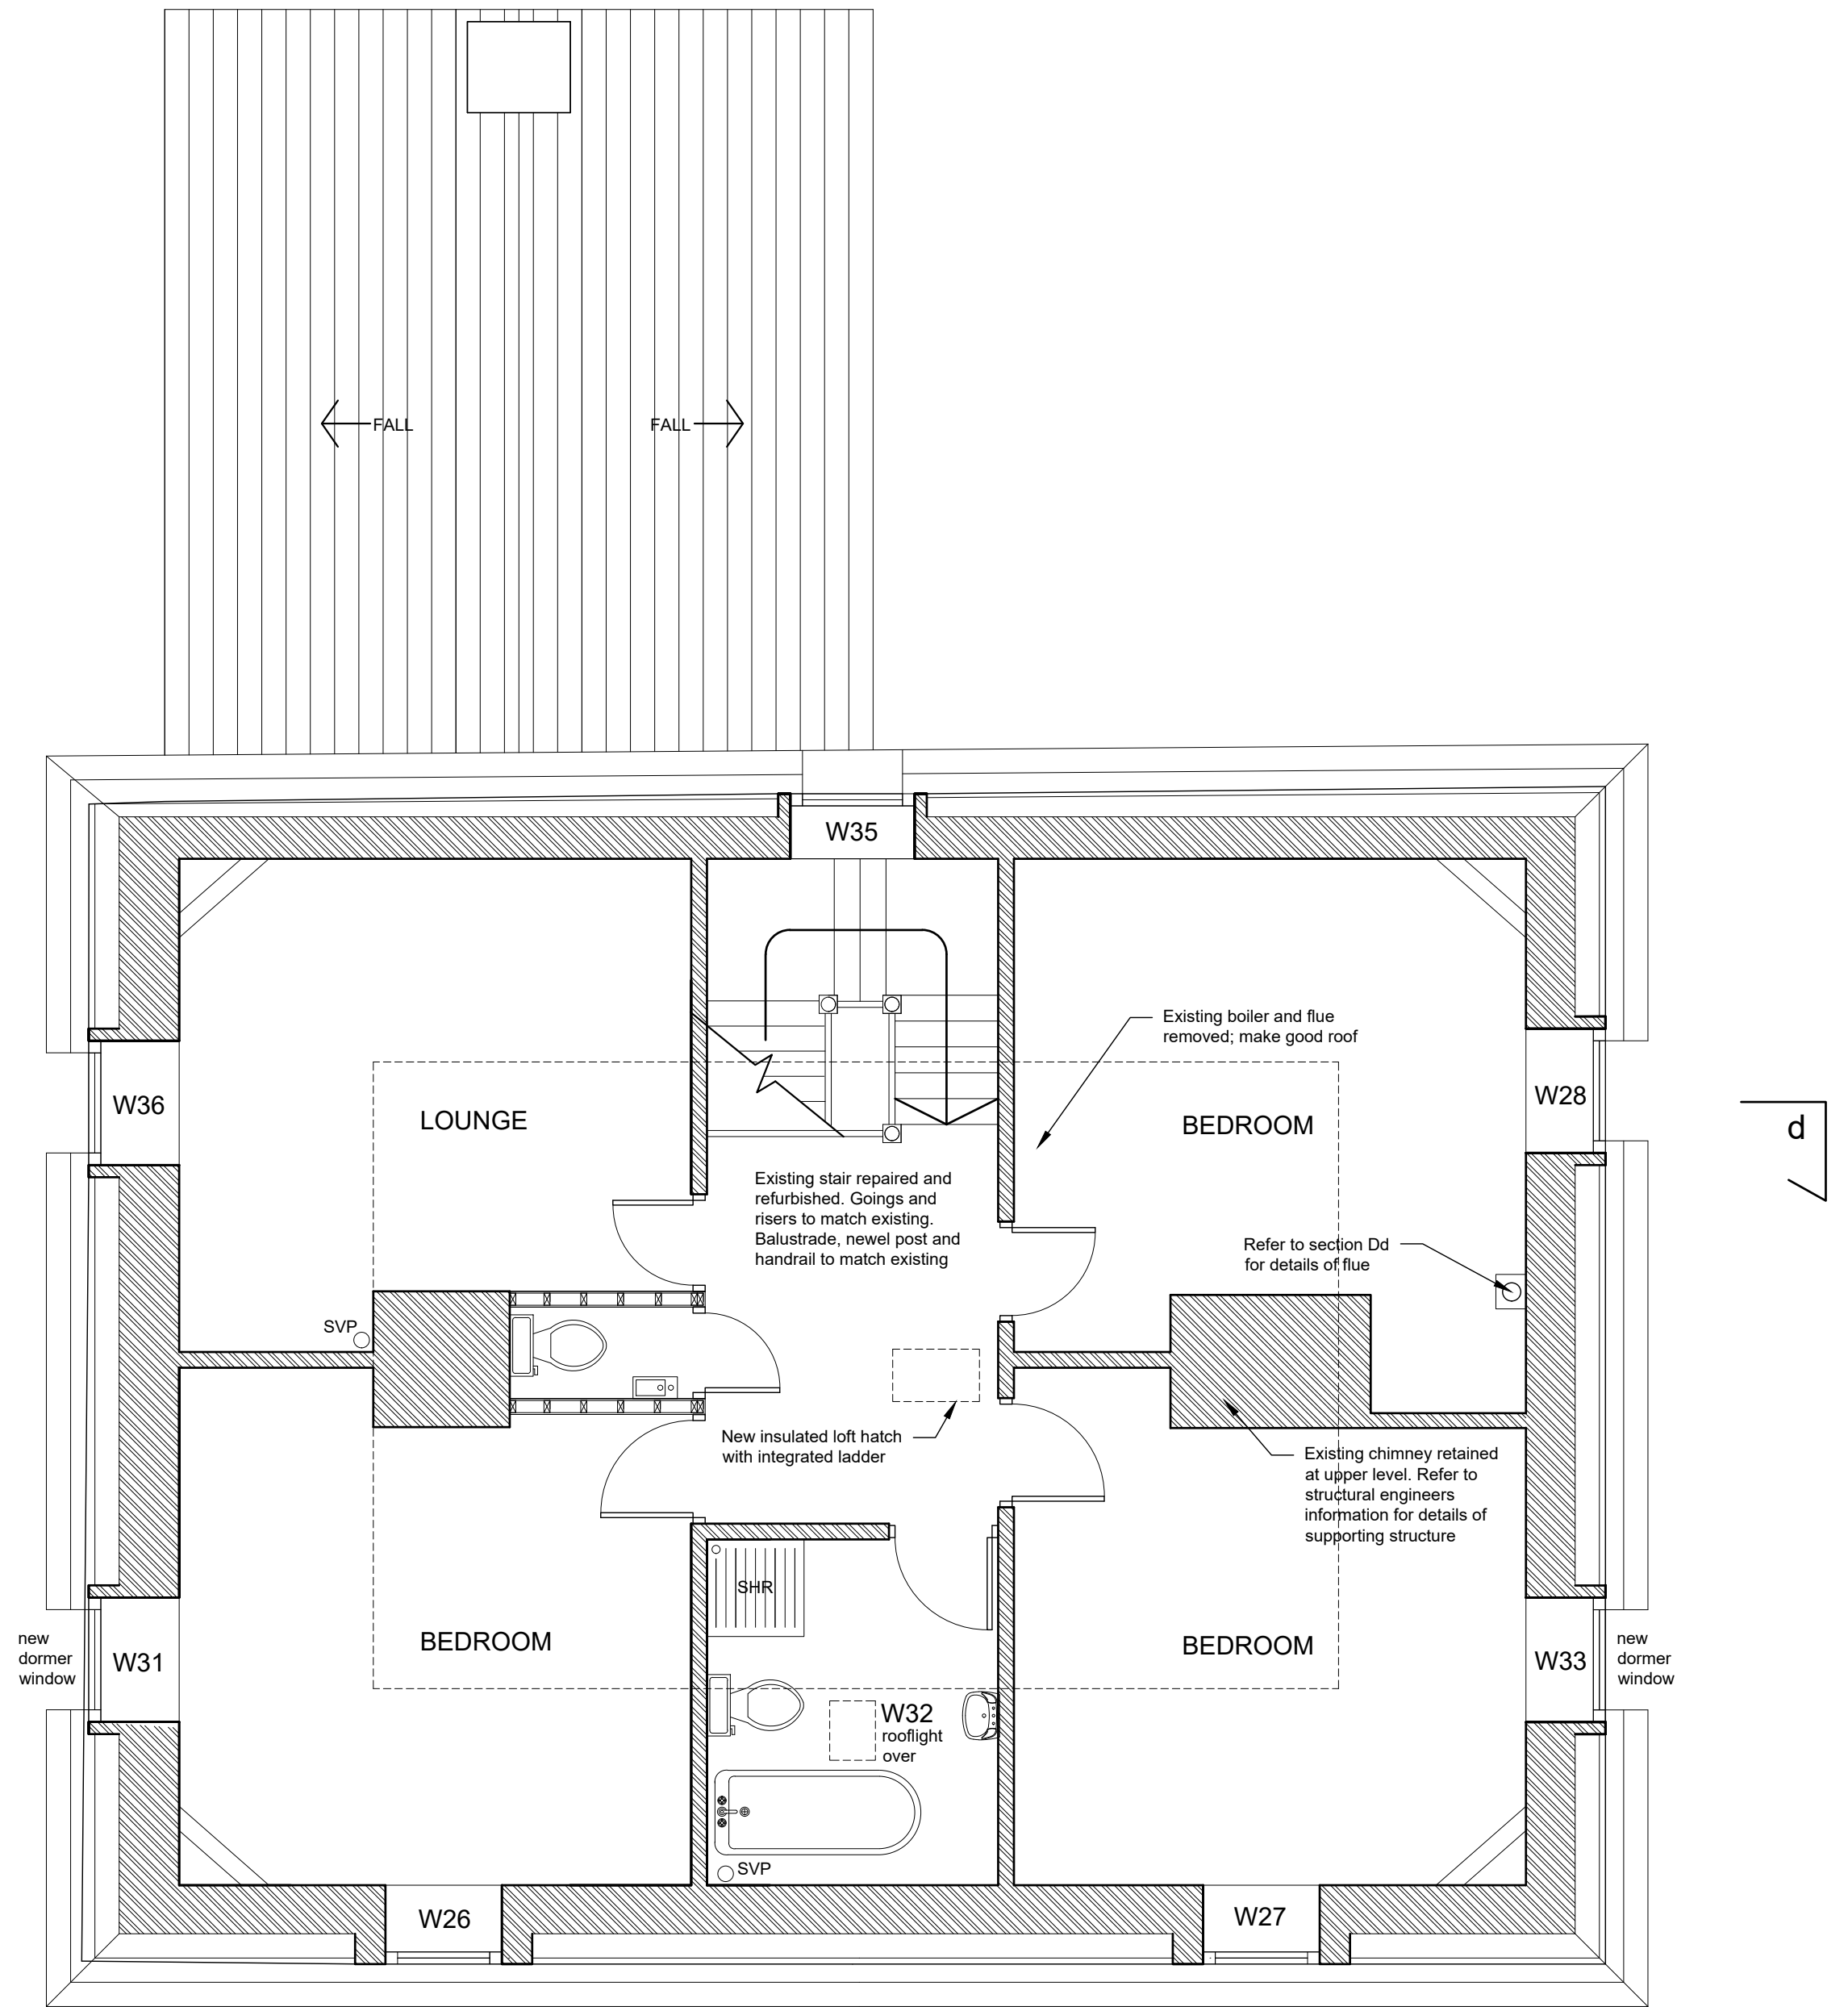 FALL
FALL
W35
W36
LOUNGE
Existing boiler and flue
removed; make good roof
BEDROOM
W28
d
Existing stair repaired and
refurbished. Goings and
risers to match existing.
Balustrade, newel post and
handrail to match existing
Refer to section Dd
for details of flue
SVP
New insulated loft hatch
with integrated ladder
Existing chimney retained
at upper level. Refer to
structural engineers
information for details of
supporting structure
new
dormer
window
W31
BEDROOM
SHR
BEDROOM
W33
new
dormer
window
W32
rooflight
over
SVP
W26
W27